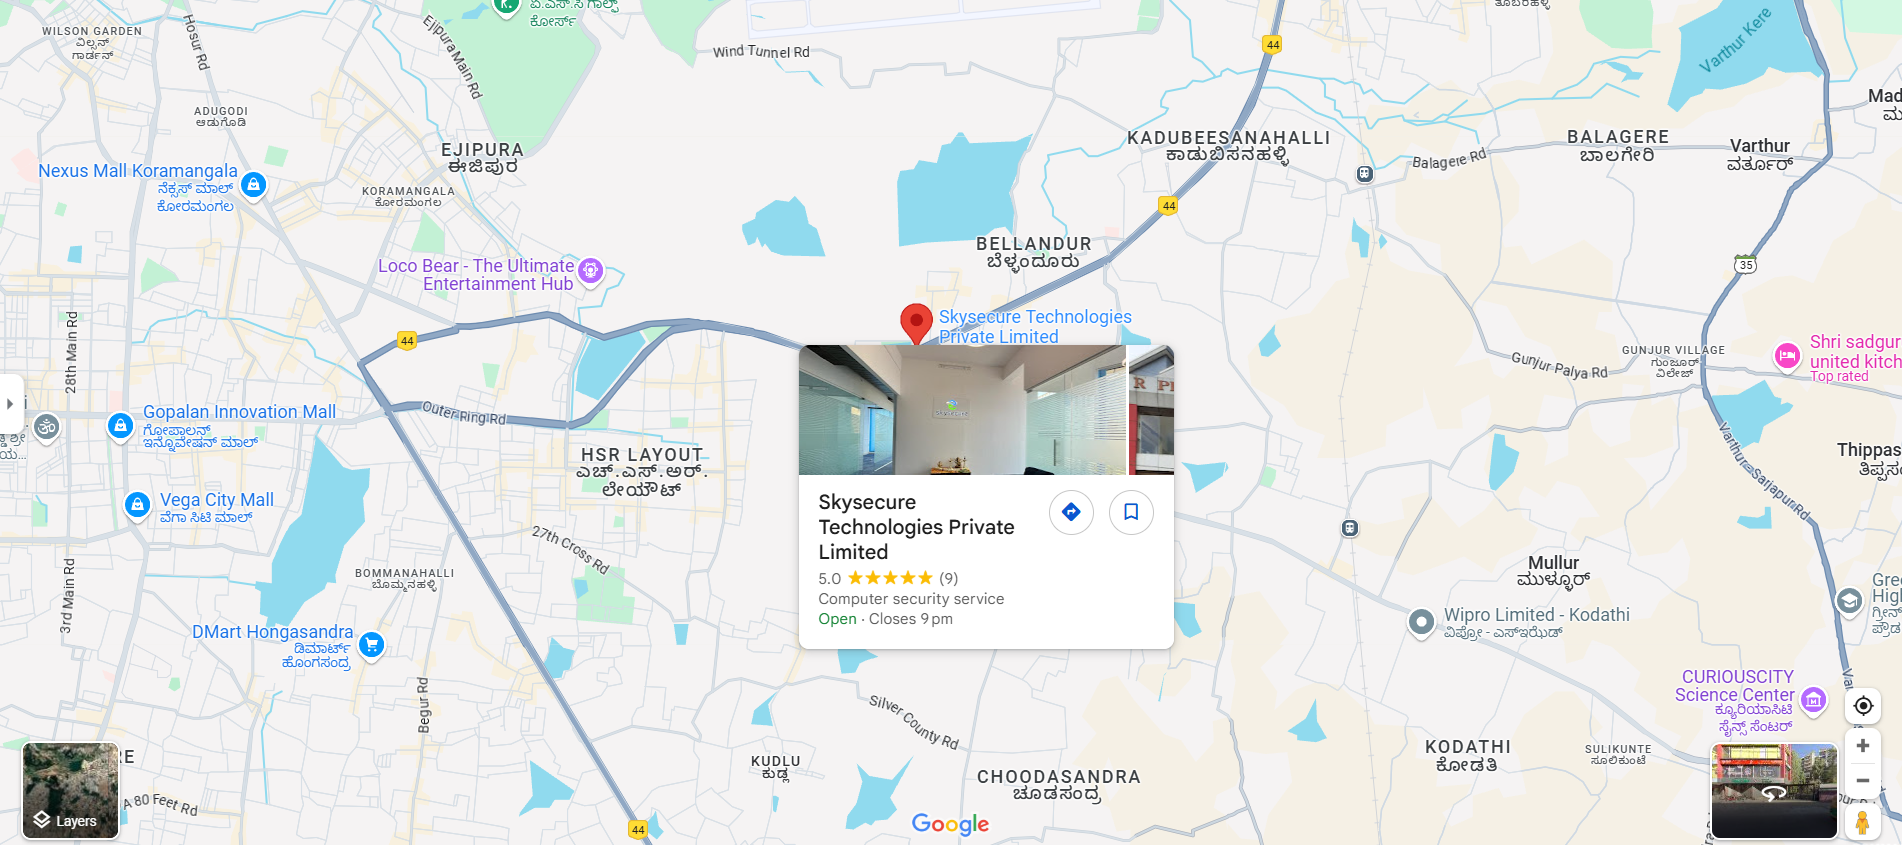 ಏ.ಎಸ್.ಸಿ ಗಾಲ್ಫ್
ಕೋರ್ಸ್
WILSON GARDEN
ವಿಲ್ಸನ್
ಗಾರ್ಡನ್
Hosur Rd
Ejipura Main Rd
Wind Tunnel Rd
44
Varthur Kere
ADUGODI
ಆಡುಗೊಡಿ
EJIPURA
ಈಜಿಪುರ
KADUBEESANAHALLI
ಕಾಡುಬಿಸನಹಳ್ಳಿ
BALAGERE
ಬಾಲಗೇರಿ
Balagere Rd
Varthur
ವರ್ತೂರ್
Nexus Mall Koramangala
ನೆಕ್ಸಸ್ ಮಾಲ್
ಕೋರಮಂಗಲ
KORAMANGALA
ಕೋರಮಂಗಲ
44
BELLANDUR
ಬೆಳ್ಳಂದೂರು
35
Loco Bear - The Ultimate
Entertainment Hub
28th Main Rd
44
Skysecure Technologies
Private Limited
GUNJUR VILLAGE
ಗುಂಜೂರ್
ವಿಲೇಜ್
Gunjur Palya Rd
Shri sadgur
united kitch
Top rated
Gopalan Innovation Mall
ಗೋಪಾಲನ್
ಇನ್ನೊವೇಷನ್ ಮಾಲ್
Outer Ring Rd
HSR LAYOUT
ಎಚ್.ಎಸ್.ಆರ್.
ಲೇಯೌಟ್
Varthur - Sarjapur Rd
Thippas
Vega City Mall
ವೆಗಾ ಸಿಟಿ ಮಾಲ್
27th Cross Rd
Skysecure
Technologies Private
Limited
5.0 ★★★★★ (9)
Computer security service
Open · Closes 9 pm
3rd Main Rd
BOMMANAHALLI
ಬೊಮ್ಮನಹಳ್ಳಿ
Mullur
ಮುಳ್ಳೂರ್
Wipro Limited - Kodathi
ವಿಪ್ರೋ - ಎಸ್ಇಝೆಡ್
DMart Hongasandra
ಡಿಮಾರ್ಟ್
ಹೊಂಗಸಂದ್ರ
Begur Rd
Silver County Rd
CURIOUSCITY
Science Center
ಕ್ಯೂರಿಯಾಸಿಟಿ
ಸೈನ್ಸ್ ಸೆಂಟರ್
KUDLU
ಕುಡ್ಲು
CHOODASANDRA
ಚೂಡಸಂದ್ರ
KODATHI
ಕೋಡತಿ
SULIKUNTE
ಸೂಲಿಕುಂಟೆ
A 80 Feet Rd
Layers
Google
44